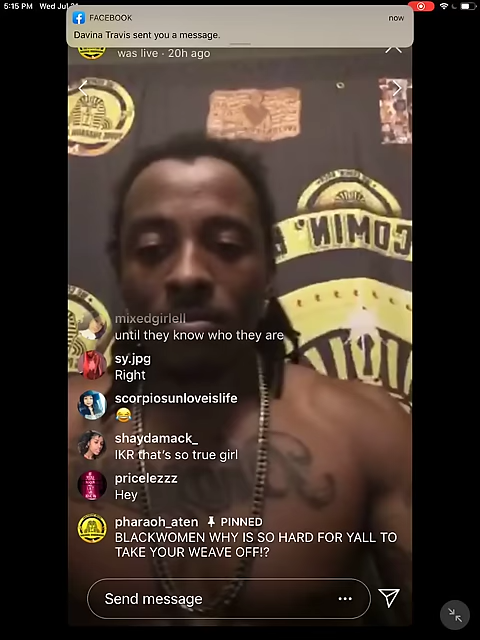 5:15 PM Wed Jul
FACEBOOK
now
Davina Travis sent you a message.
was live · 20h ago
COMIN'
mixedgirlell
until they know who they are
sy.jpg
Right
scorpiosunloveislife
😂
shaydamack_
IKR that's so true girl
pricelezzz
Hey
pharaoh_aten PINNED
BLACKWOMEN WHY IS SO HARD FOR YALL TO
TAKE YOUR WEAVE OFF!?
Send message